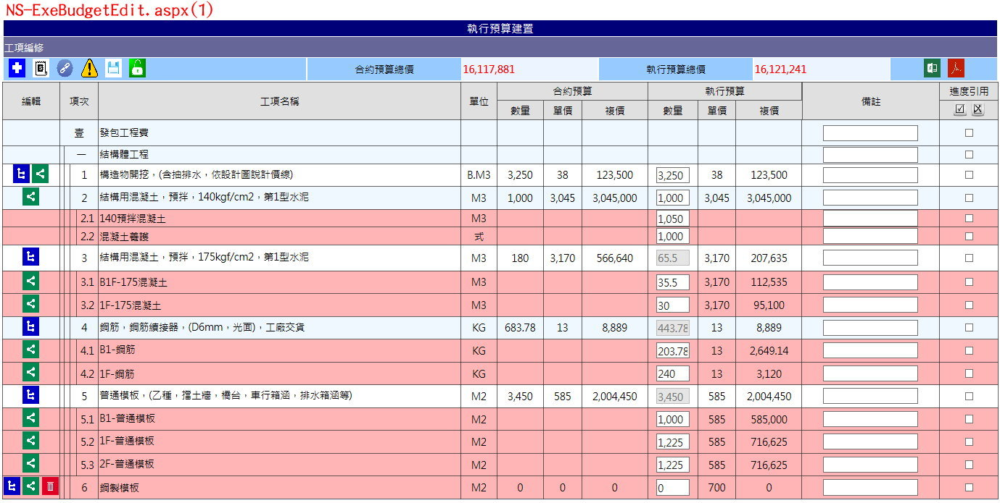 NS-ExeBudgetEdit.aspx(1)
執行預算建置
工項編修
合約預算總價 16,117,881 執行預算總價 16,121,241
編輯 項次 工項名稱 單位 合約預算 執行預算 備註 進度引用
數量 單價 複價 數量 單價 複價
壹 發包工程費
一 結構體工程
1 構造物開挖，(含抽排水，依設計圖說計價線) B.M3 3,250 38 123,500 3,250 38 123,500
2 結構用混凝土，預拌，140kgf/cm2，第1型水泥 M3 1,000 3,045 3,045,000 1,000 3,045 3,045,000
2.1 140預拌混凝土 M3 1,050
2.2 混凝土養護 式 1,000
3 結構用混凝土，預拌，175kgf/cm2，第1型水泥 M3 180 3,170 566,640 65.5 3,170 207,635
3.1 B1F-175混凝土 M3 35.5 3,170 112,535
3.2 1F-175混凝土 M3 30 3,170 95,100
4 鋼筋，鋼筋續接器，(D6mm，光面)，工廠交貨 KG 683.78 13 8,889 443.78 13 8,889
4.1 B1-鋼筋 KG 203.78 13 2,649.14
4.2 1F-鋼筋 KG 240 13 3,120
5 普通模板，(乙種，擋土牆，橋台，車行箱涵，排水箱涵等) M2 3,450 585 2,004,450 3,450 585 2,004,450
5.1 B1-普通模板 M2 1,000 585 585,000
5.2 1F-普通模板 M2 1,225 585 716,625
5.3 2F-普通模板 M2 1,225 585 716,625
6 鋼製模板 M2 0 0 0 0 700 0